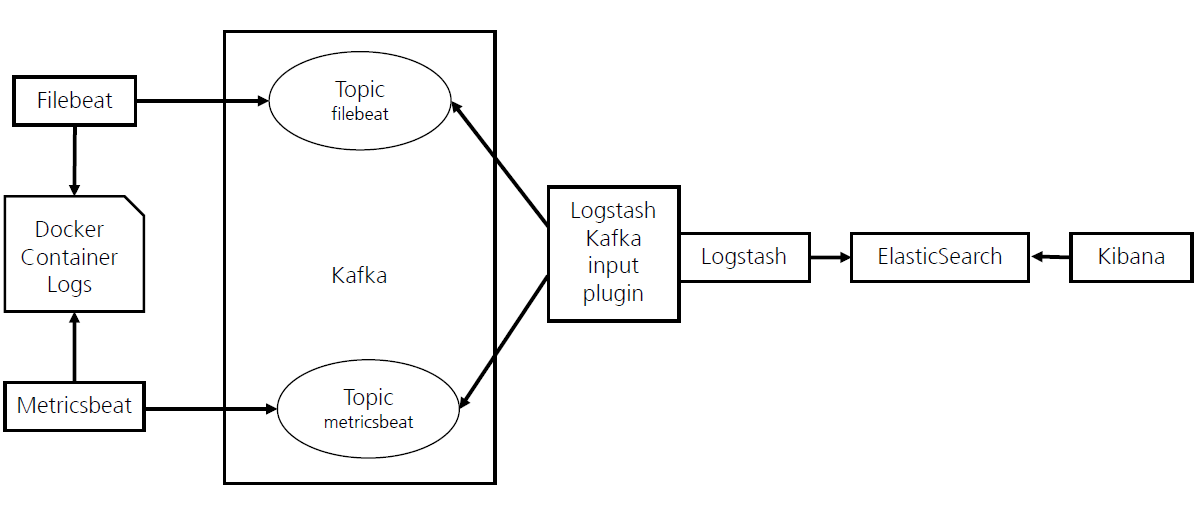 Filebeat
Docker
Container
Logs
Metricsbeat
Topic
filebeat
Kafka
Topic
metricsbeat
Logstash
Kafka
input
plugin
Logstash
ElasticSearch
Kibana